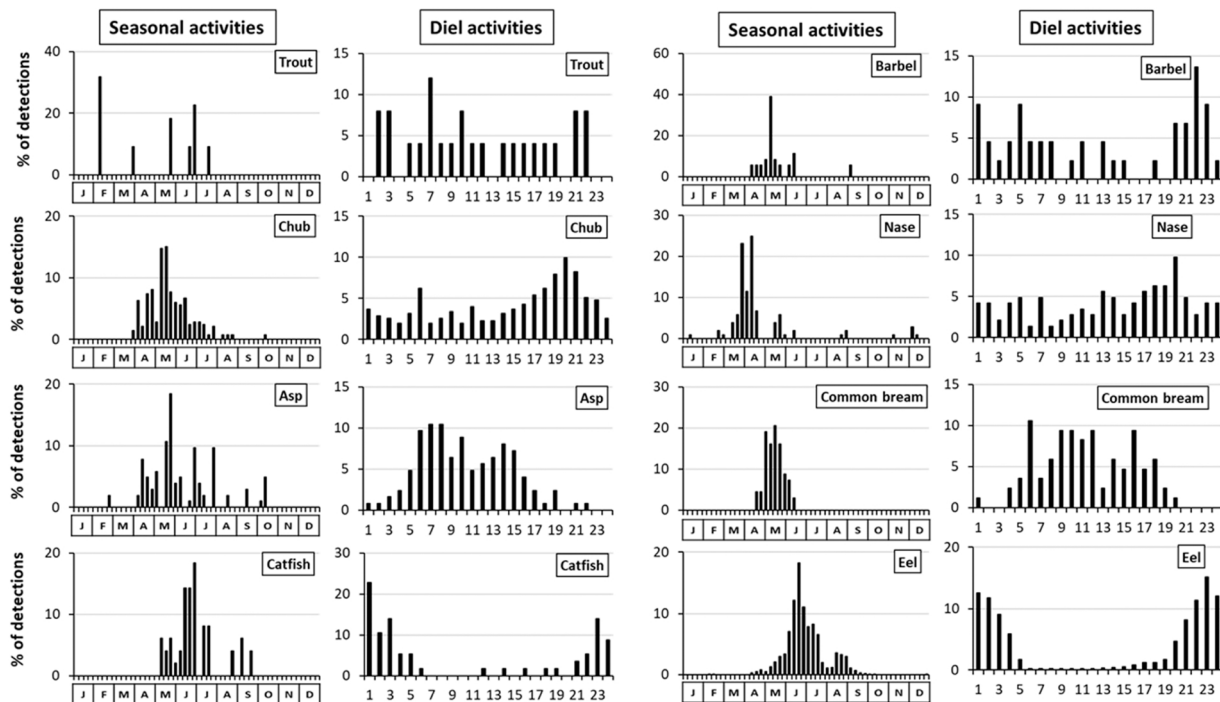 Seasonal activities
Diel activities
Seasonal activities
Diel activities
% of detections
40
20
0
Trout
J F M A M J J A S O N D
15
10
5
0
Trout
1 3 5 7 9 11 13 15 17 19 21 23
60
40
20
0
Barbel
J F M A M J J A S O N D
15
10
5
0
Barbel
1 3 5 7 9 11 13 15 17 19 21 23
% of detections
20
10
0
Chub
J F M A M J J A S O N D
15
10
5
0
Chub
1 3 5 7 9 11 13 15 17 19 21 23
30
20
10
0
Nase
J F M A M J J A S O N D
15
10
5
0
Nase
1 3 5 7 9 11 13 15 17 19 21 23
% of detections
20
10
0
Asp
J F M A M J J A S O N D
15
10
5
0
Asp
1 3 5 7 9 11 13 15 17 19 21 23
30
20
10
0
Common bream
J F M A M J J A S O N D
15
10
5
0
Common bream
1 3 5 7 9 11 13 15 17 19 21 23
% of detections
20
10
0
Catfish
J F M A M J J A S O N D
30
20
10
0
Catfish
1 3 5 7 9 11 13 15 17 19 21 23
20
10
0
Eel
J F M A M J J A S O N D
20
10
0
Eel
1 3 5 7 9 11 13 15 17 19 21 23